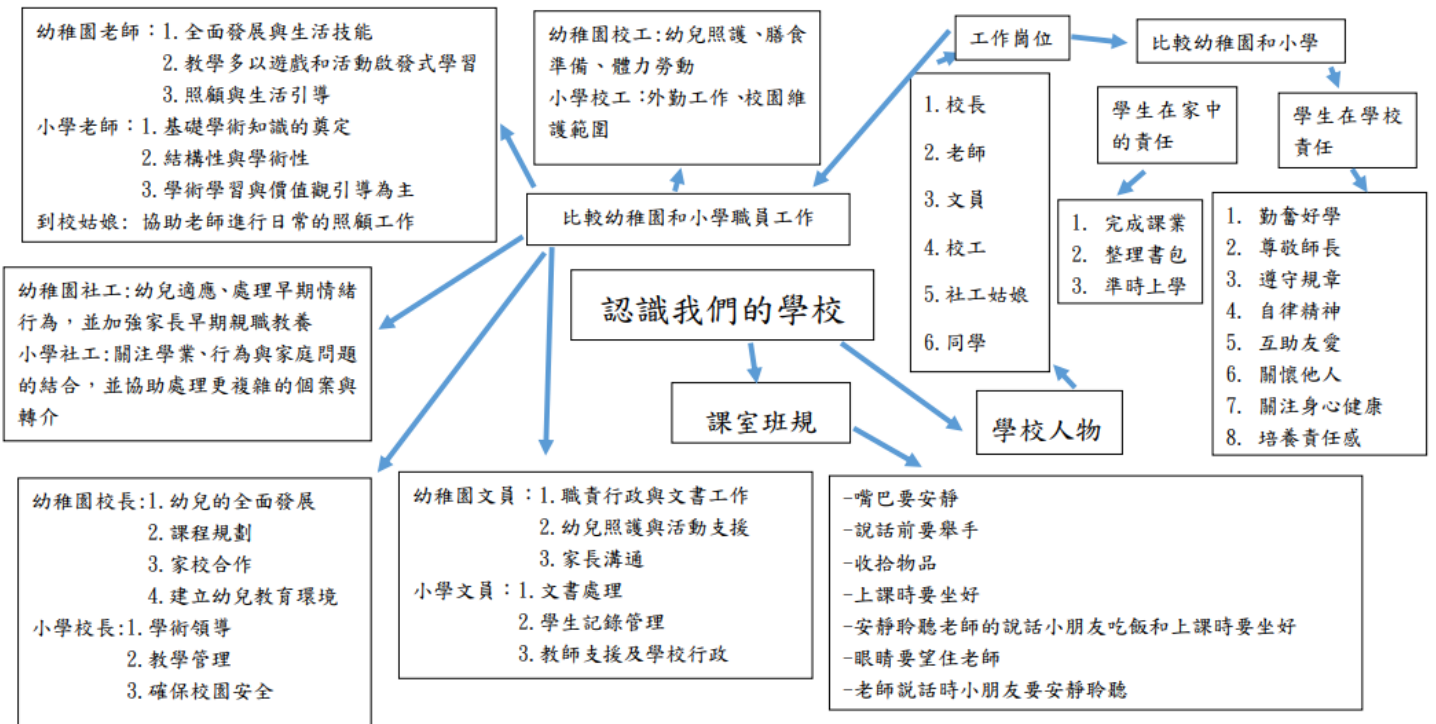 幼稚園老師：1.全面發展與生活技能
2.教學多以遊戲和活動啟發式學習
3.照顧與生活引導
小學老師：1.基礎學術知識的奠定
2.結構性與學術性
3.學術學習與價值觀引導為主
到校姑娘: 協助老師進行日常的照顧工作
幼稚園校工:幼兒照護、膳食
準備、體力勞動
小學校工:外勤工作、校園維
護範圍
工作崗位
比較幼稚園和小學
1.校長
2.老師
3.文員
4.校工
5.社工姑娘
6.同學
學生在家中
的責任
學生在學校
責任
1. 完成課業
2. 整理書包
3. 準時上學
1. 勤奮好學
2. 尊敬師長
3. 遵守規章
4. 自律精神
5. 互助友愛
6. 關懷他人
7. 關注身心健康
8. 培養責任感
比較幼稚園和小學職員工作
幼稚園社工:幼兒適應、處理早期情緒
行為，並加強家長早期親職教養
小學社工:關注學業、行為與家庭問題
的結合，並協助處理更複雜的個案與
轉介
認識我們的學校
課室班規
學校人物
幼稚園校長:1.幼兒的全面發展
2.課程規劃
3.家校合作
4.建立幼兒教育環境
小學校長:1.學術領導
2.教學管理
3.確保校園安全
幼稚園文員：1.職責行政與文書工作
2.幼兒照護與活動支援
3.家長溝通
小學文員：1.文書處理
2.學生記錄管理
3.教師支援及學校行政
-嘴巴要安靜
-說話前要舉手
-收拾物品
-上課時要坐好
-安靜聆聽老師的說話小朋友吃飯和上課時要坐好
-眼睛要望住老師
-老師說話時小朋友要安靜聆聽